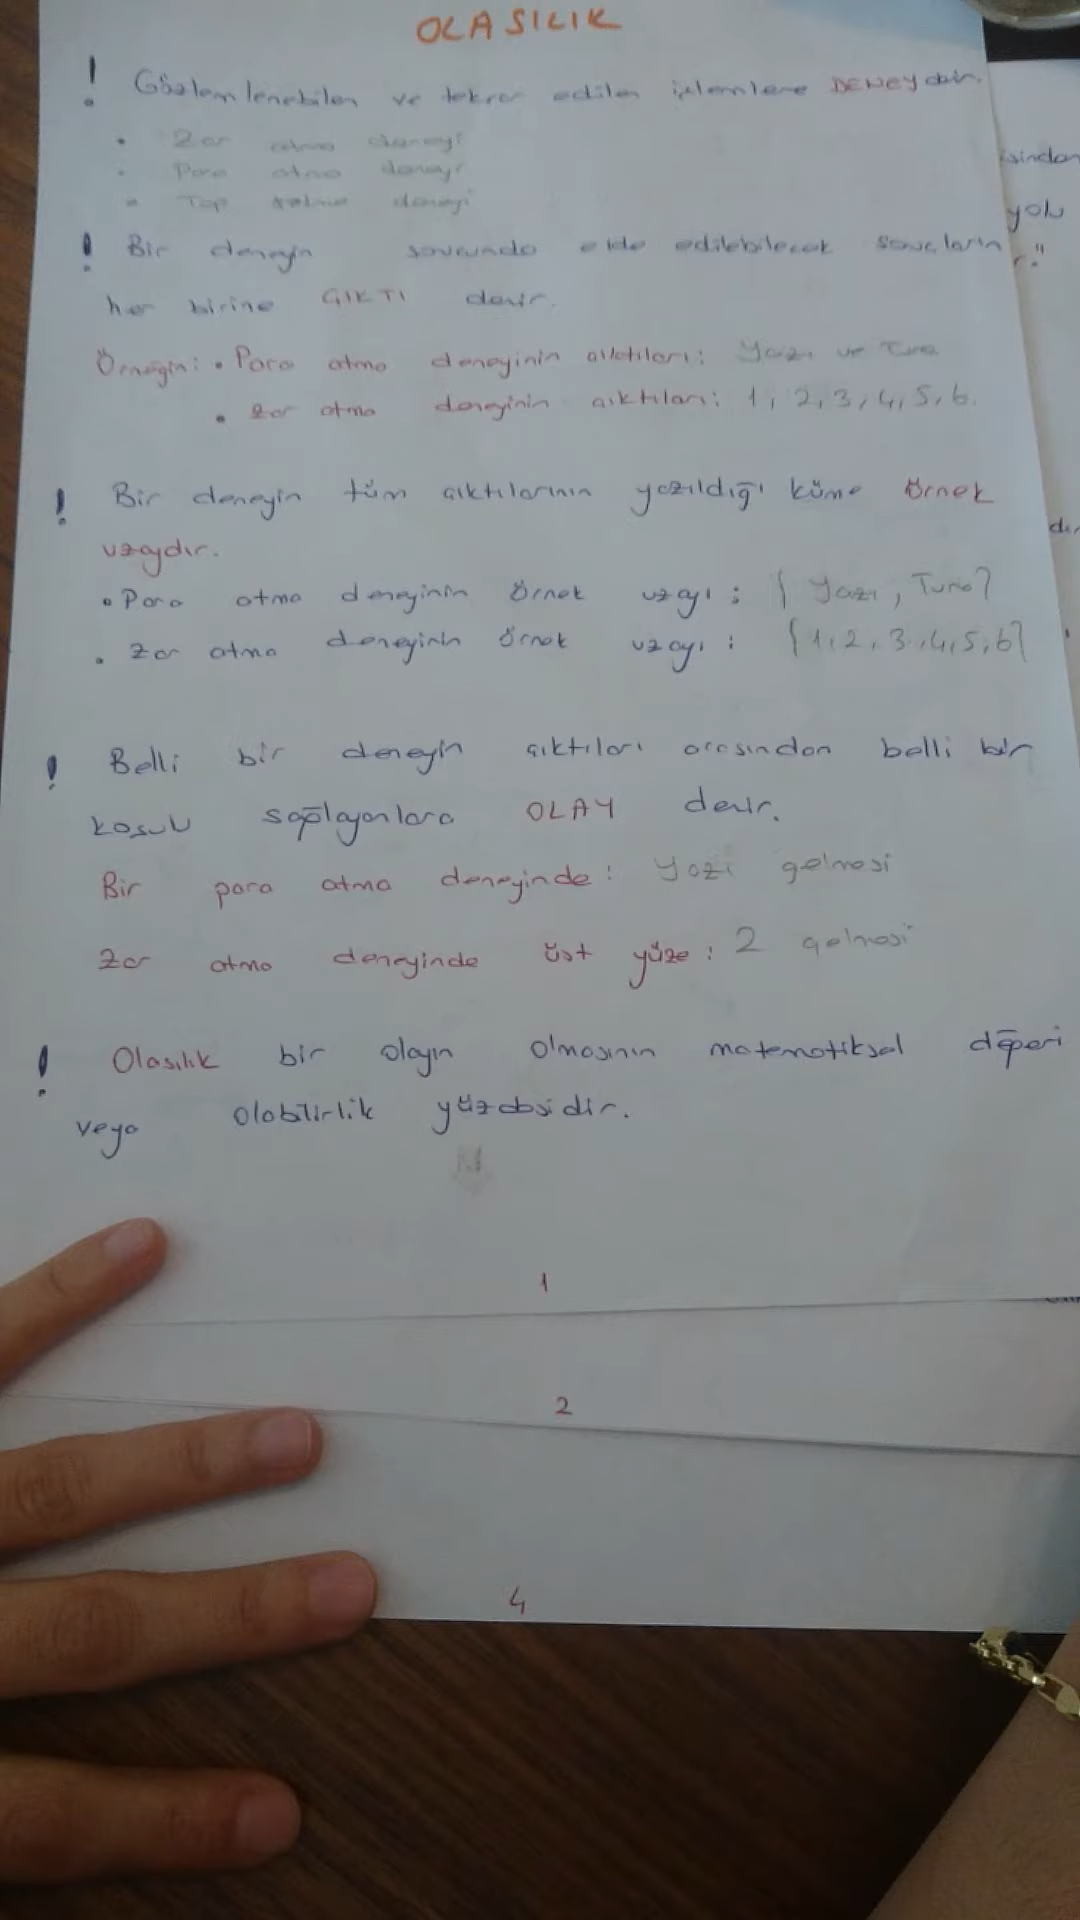 OLASILIK
! Gözlemlenebilen ve tekrar edilen işlemlere DENEY denir.
• Zar atma deneyi
• Para atma deneyi
• Top çekme deneyi
! Bir deneyin sonucunda elde edilebilecek sonuçların
her birine ÇIKTI denir.
Örneğin: • Para atma deneyinin çıktıları: Yazı ve Tura
• Zar atma deneyinin çıktıları: 1, 2, 3, 4, 5, 6.
! Bir deneyin tüm çıktılarının yazıldığı küme Örnek
uzaydır.
• Para atma deneyinin Örnek uzayı: { Yazı, Tura}
• Zar atma deneyinin örnek uzayı: {1, 2, 3, 4, 5, 6}
! Belli bir deneyin çıktıları arasından belli bir
koşulu sağlayanlara OLAY denir.
Bir para atma deneyinde: Yazı gelmesi
Zar atma deneyinde üst yüze: 2 gelmesi
! Olasılık bir olayın olmasının matematiksel değeri
veya olabilirlik yüzdesidir.
1
2
4
isinden
yolu